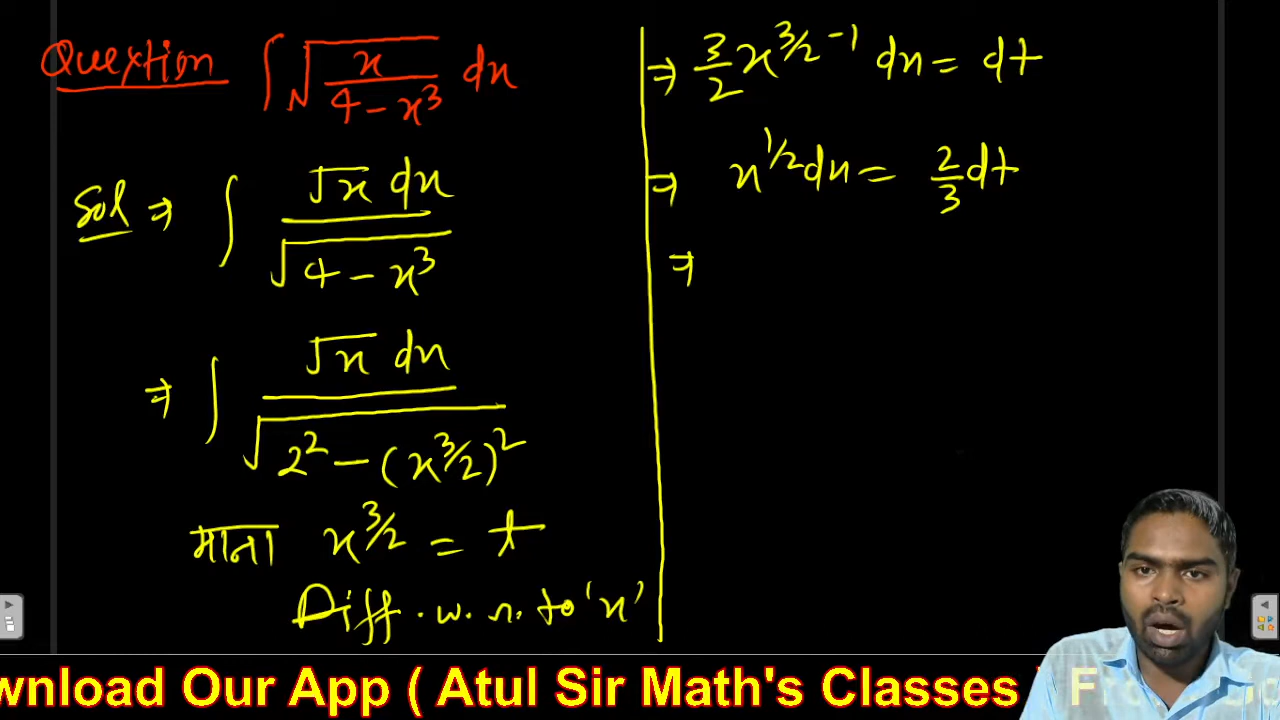 Quextion ∫ √(x/(4 − x³)) dx
Sol ⇒ ∫ √x dx / √(4 − x³)
⇒ ∫ √x dx / √(2² − (x^3/2)²)
माना x^3/2 = t
Diff. w. r. to 'x'
⇒ 3/2 x^3/2 −1 dx = dt
⇒ x^1/2 dx = 2/3 dt
⇒
wnload Our App ( Atul Sir Math's Classes